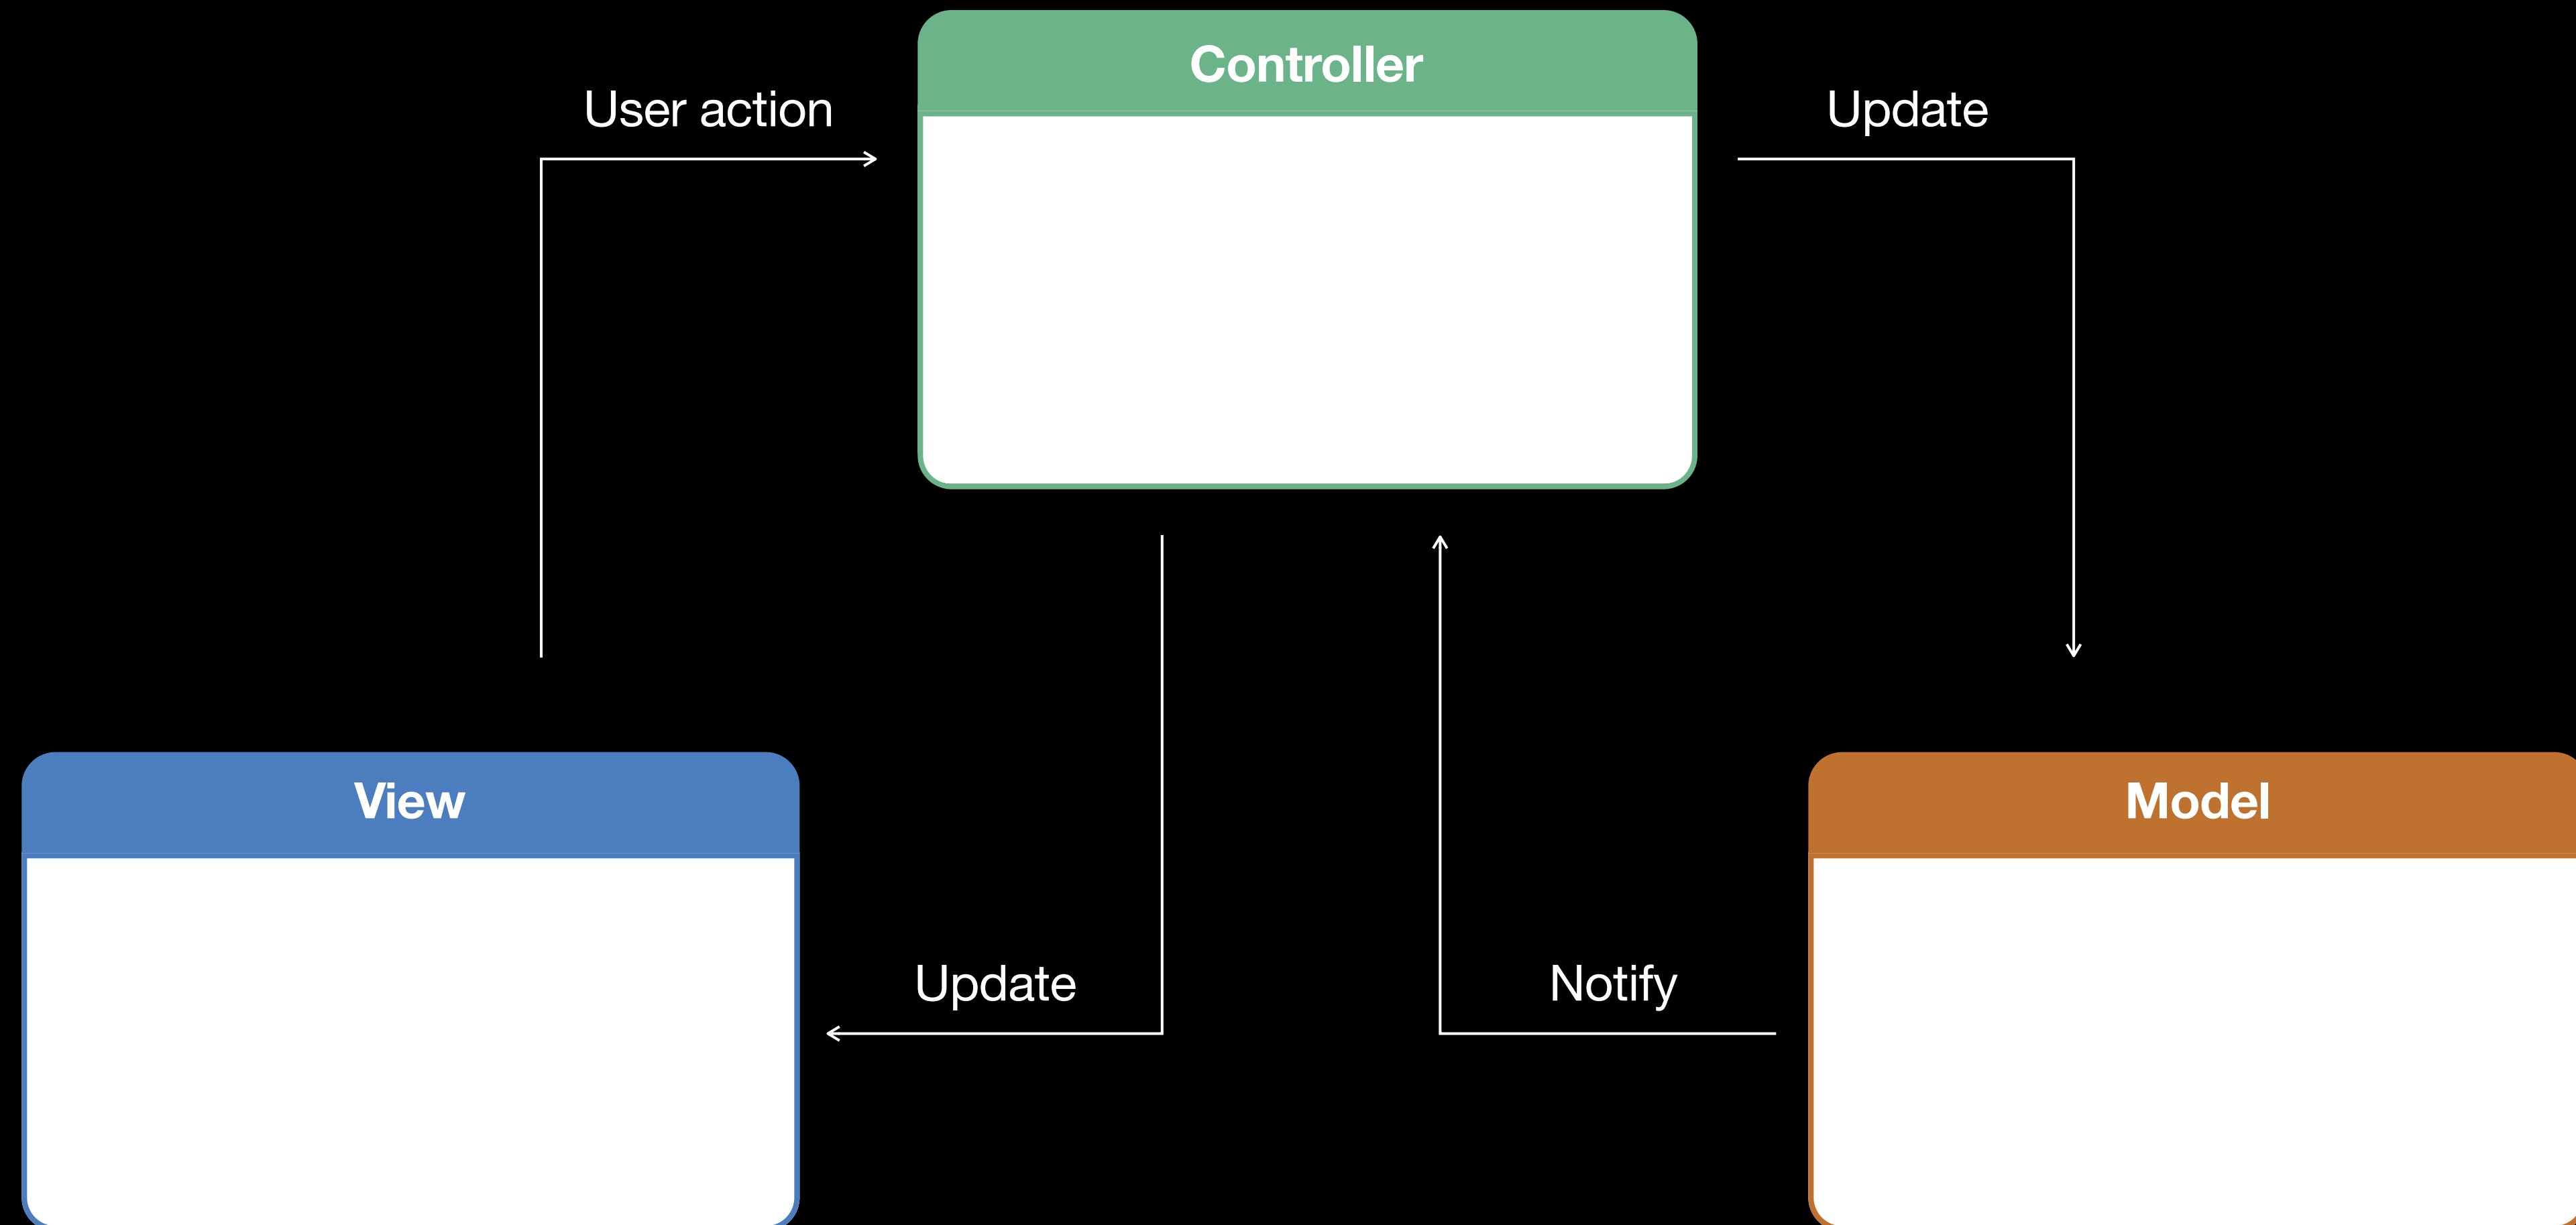 Controller
User action
Update
View
Model
Update
Notify